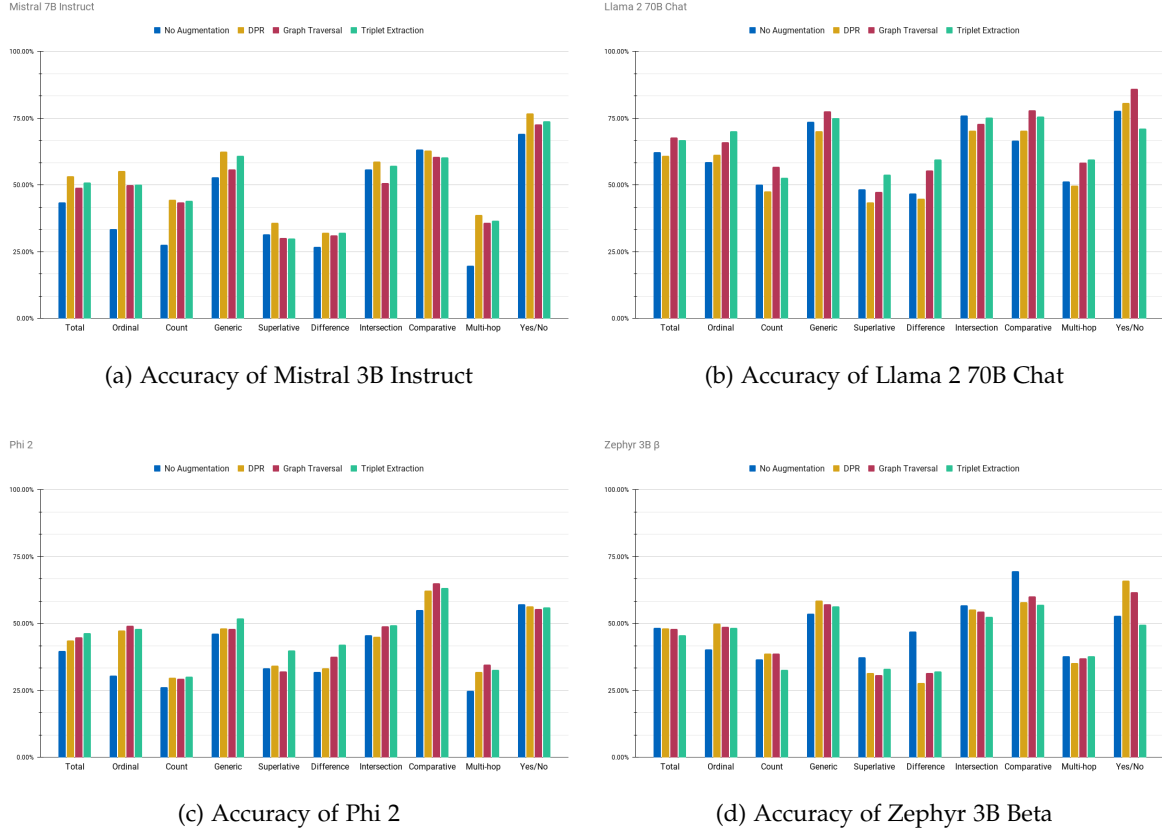 Mistral 7B Instruct
No Augmentation DPR Graph Traversal Triplet Extraction
100.00%
75.00%
50.00%
25.00%
0.00%
Total Ordinal Count Generic Superlative Difference Intersection Comparative Multi-hop Yes/No
(a) Accuracy of Mistral 3B Instruct
Llama 2 70B Chat
No Augmentation DPR Graph Traversal Triplet Extraction
100.00%
75.00%
50.00%
25.00%
0.00%
Total Ordinal Count Generic Superlative Difference Intersection Comparative Multi-hop Yes/No
(b) Accuracy of Llama 2 70B Chat
Phi 2
No Augmentation DPR Graph Traversal Triplet Extraction
100.00%
75.00%
50.00%
25.00%
0.00%
Total Ordinal Count Generic Superlative Difference Intersection Comparative Multi-hop Yes/No
(c) Accuracy of Phi 2
Zephyr 3B β
No Augmentation DPR Graph Traversal Triplet Extraction
100.00%
75.00%
50.00%
25.00%
0.00%
Total Ordinal Count Generic Superlative Difference Intersection Comparative Multi-hop Yes/No
(d) Accuracy of Zephyr 3B Beta